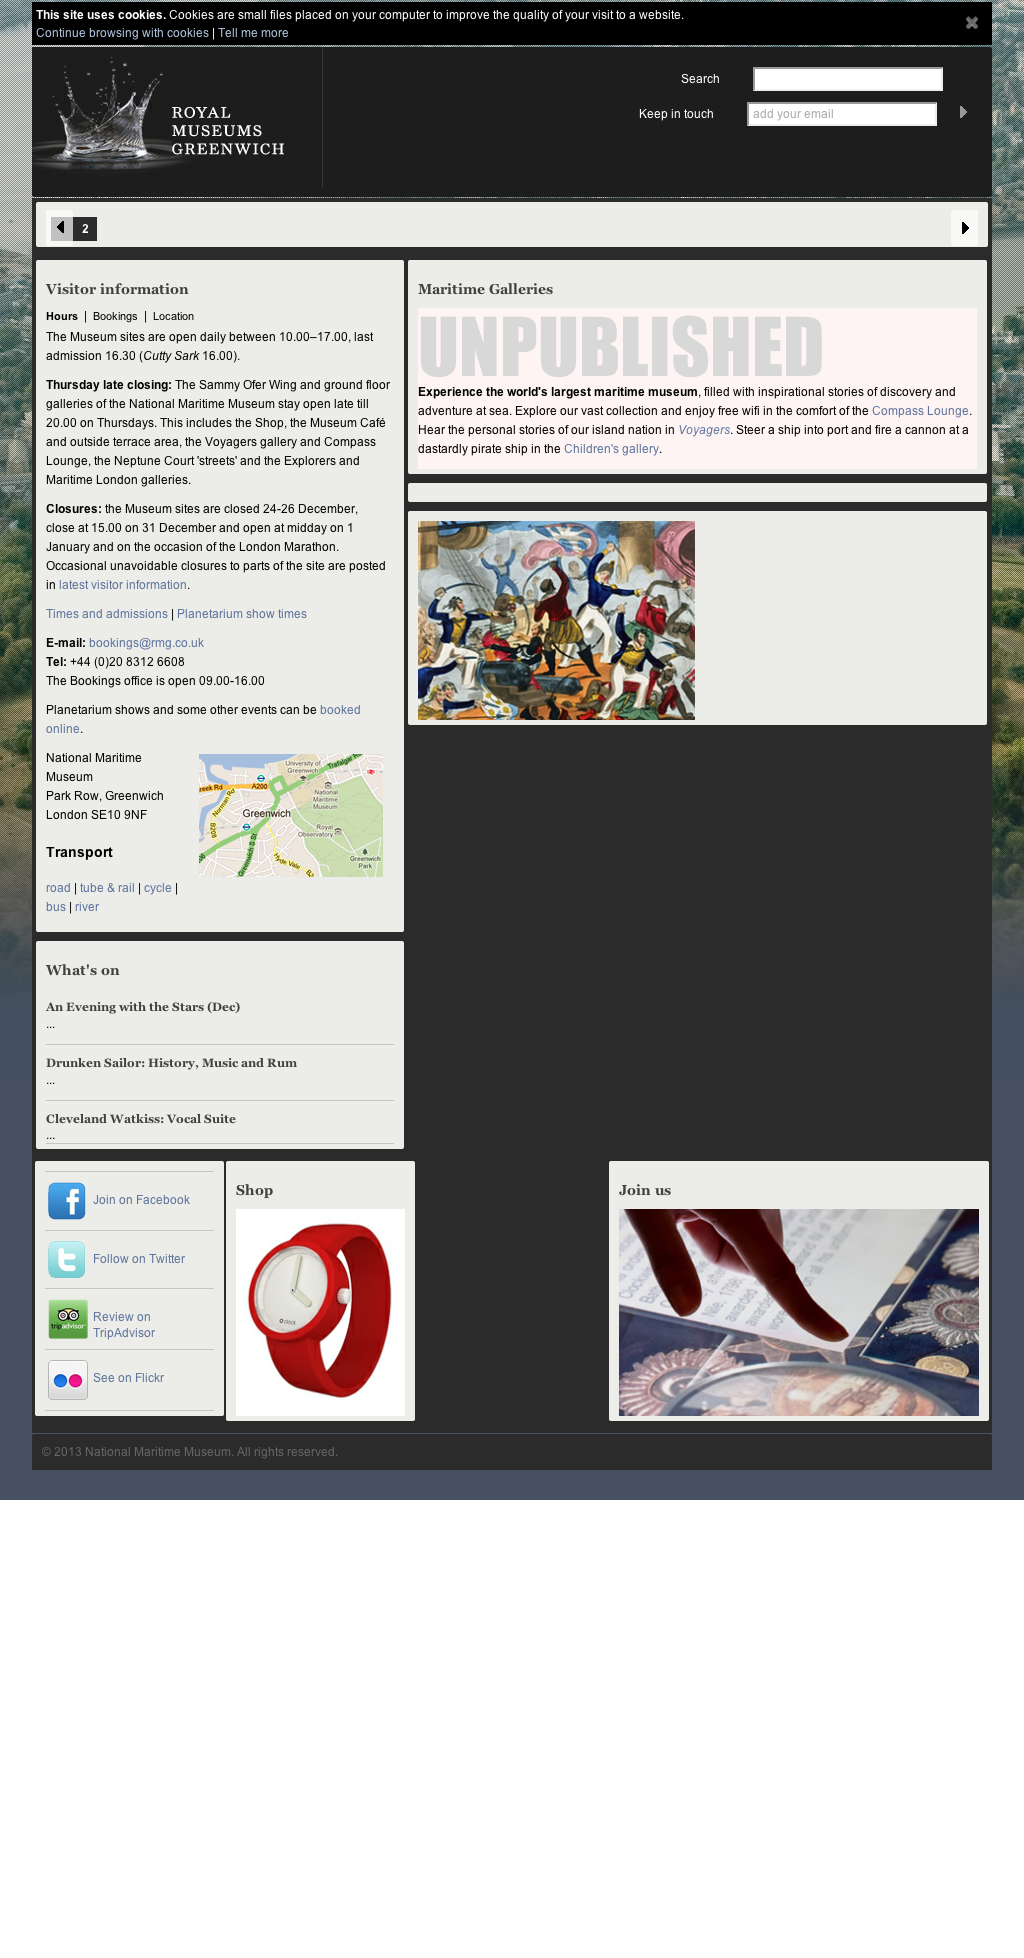 This site uses cookies. Cookies are small files placed on your computer to improve the quality of your visit to a website.
Continue browsing with cookies | Tell me more
ROYAL
MUSEUMS
GREENWICH
Search
Keep in touch
add your email
2
Visitor information
Hours | Bookings | Location
The Museum sites are open daily between 10.00–17.00, last
admission 16.30 (Cutty Sark 16.00).
Thursday late closing: The Sammy Ofer Wing and ground floor
galleries of the National Maritime Museum stay open late till
20.00 on Thursdays. This includes the Shop, the Museum Café
and outside terrace area, the Voyagers gallery and Compass
Lounge, the Neptune Court 'streets' and the Explorers and
Maritime London galleries.
Closures: the Museum sites are closed 24-26 December,
close at 15.00 on 31 December and open at midday on 1
January and on the occasion of the London Marathon.
Occasional unavoidable closures to parts of the site are posted
in latest visitor information.
Times and admissions | Planetarium show times
E-mail: bookings@rmg.co.uk
Tel: +44 (0)20 8312 6608
The Bookings office is open 09.00-16.00
Planetarium shows and some other events can be booked
online.
National Maritime
Museum
Park Row, Greenwich
London SE10 9NF
Transport
road | tube & rail | cycle |
bus | river
University of
Greenwich
Trafalgar R
reek Rd
A200
Norman Rd
National
Maritime
Museum
Greenwich
B208
Royal
Observatory
Greenwich S St
Hyde Vale
Greenwich
Park
What's on
An Evening with the Stars (Dec)
...
Drunken Sailor: History, Music and Rum
...
Cleveland Watkiss: Vocal Suite
...
Maritime Galleries
UNPUBLISHED
Experience the world's largest maritime museum, filled with inspirational stories of discovery and
adventure at sea. Explore our vast collection and enjoy free wifi in the comfort of the Compass Lounge.
Hear the personal stories of our island nation in Voyagers. Steer a ship into port and fire a cannon at a
dastardly pirate ship in the Children's gallery.
Join on Facebook
Follow on Twitter
tripadvisor
Review on
TripAdvisor
See on Flickr
Shop
o'clock
Join us
© 2013 National Maritime Museum. All rights reserved.